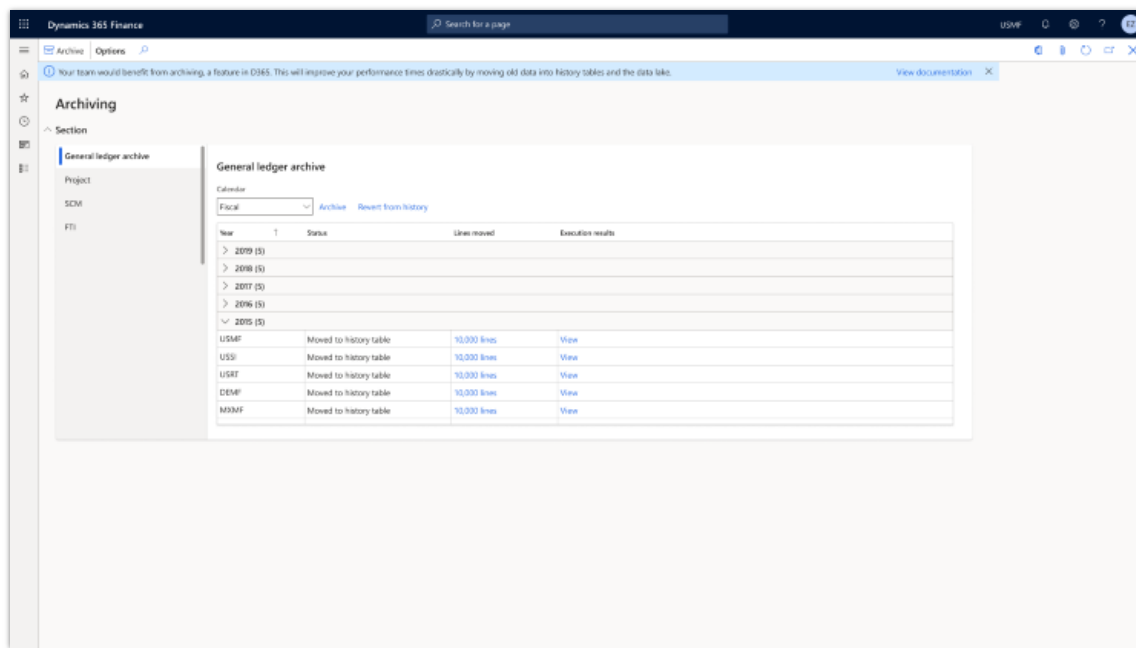 Dynamics 365 Finance
Search for a page
USMF
?
EZ
Archive Options
Your team would benefit from archiving, a feature in D365. This will improve your performance times drastically by moving old data into history tables and the data lake.
View documentation
Archiving
Section
General ledger archive
Project
SCM
FTI
General ledger archive
Calendar
Fiscal
Archive Revert from history
Year Status Lines moved Execution results
2019 (5)
2018 (5)
2017 (5)
2016 (5)
2015 (5)
USMF Moved to history table 10,000 lines View
USSI Moved to history table 10,000 lines View
USRT Moved to history table 10,000 lines View
DEMF Moved to history table 10,000 lines View
MXMF Moved to history table 10,000 lines View